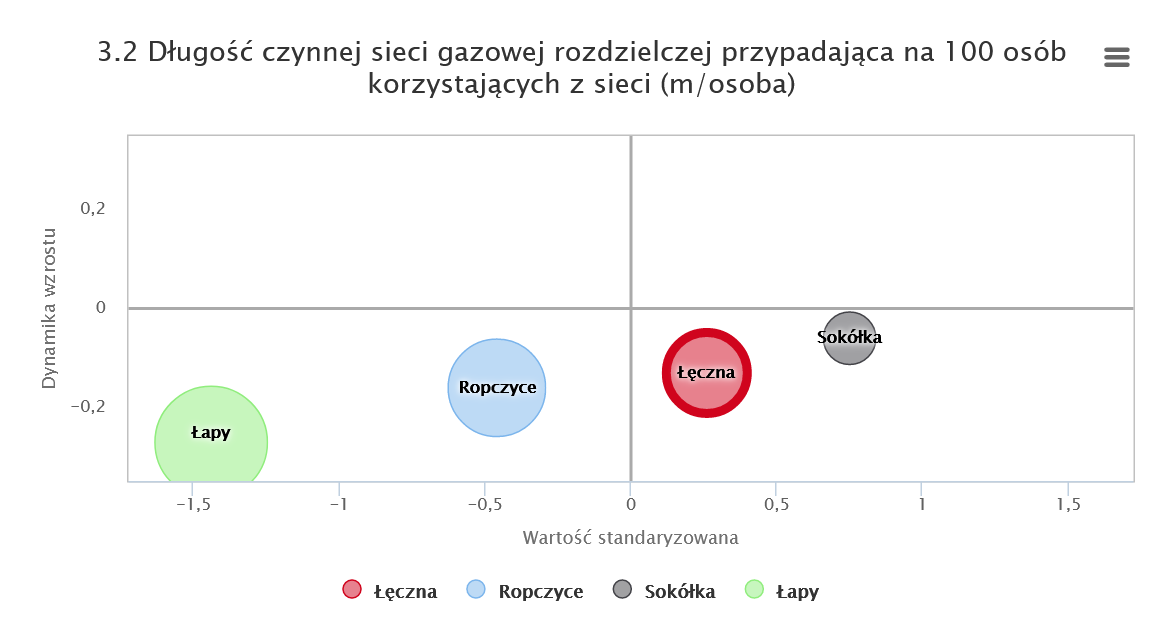 3.2 Długość czynnej sieci gazowej rozdzielczej przypadająca na 100 osób
korzystających z sieci (m/osoba)
Dynamika wzrostu
0,2
0
-0,2
Łapy
Ropczyce
Łęczna
Sokółka
-1,5 -1 -0,5 0 0,5 1 1,5
Wartość standaryzowana
Łęczna Ropczyce Sokółka Łapy